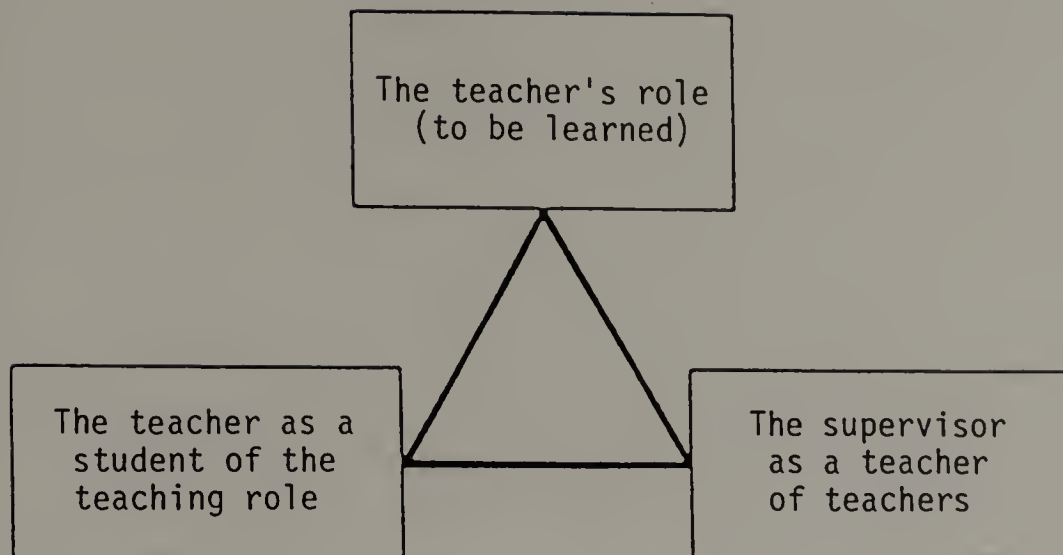 The teacher's role
(to be learned)
The teacher as a
student of the
teaching role
The supervisor
as a teacher
of teachers